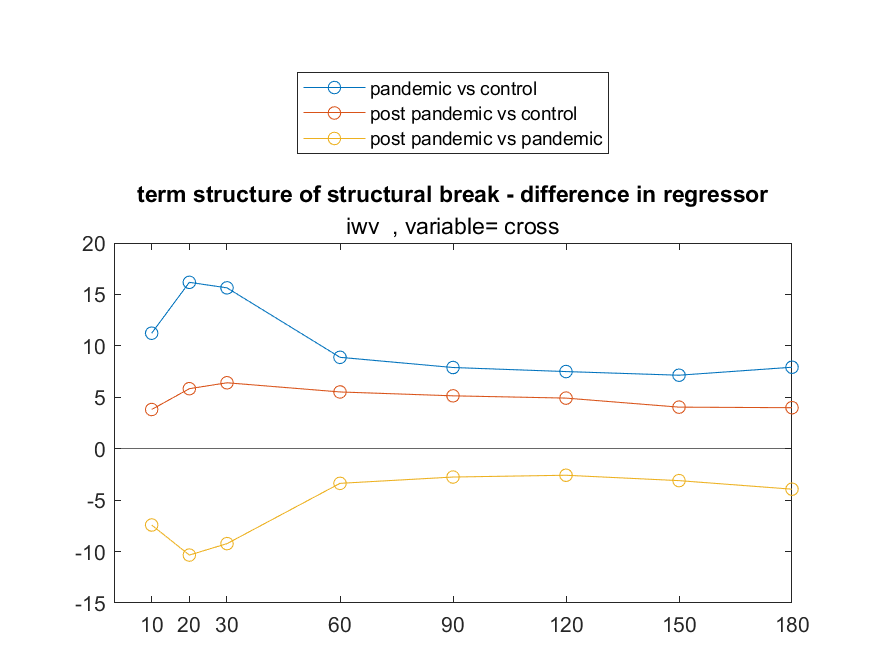 pandemic vs control
post pandemic vs control
post pandemic vs pandemic
term structure of structural break - difference in regressor
iwv  , variable= cross
20
15
10
5
0
-5
-10
-15
10 20 30 60 90 120 150 180